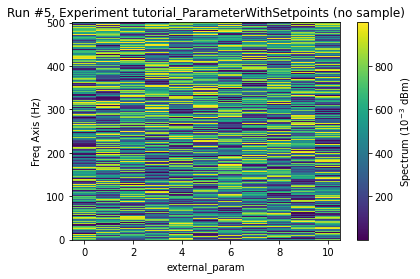 Run #5, Experiment tutorial_ParameterWithSetpoints (no sample)
500
400
300
200
100
0
Freq Axis (Hz)
0 2 4 6 8 10
external_param
800
600
400
200
Spectrum (10⁻³ dBm)